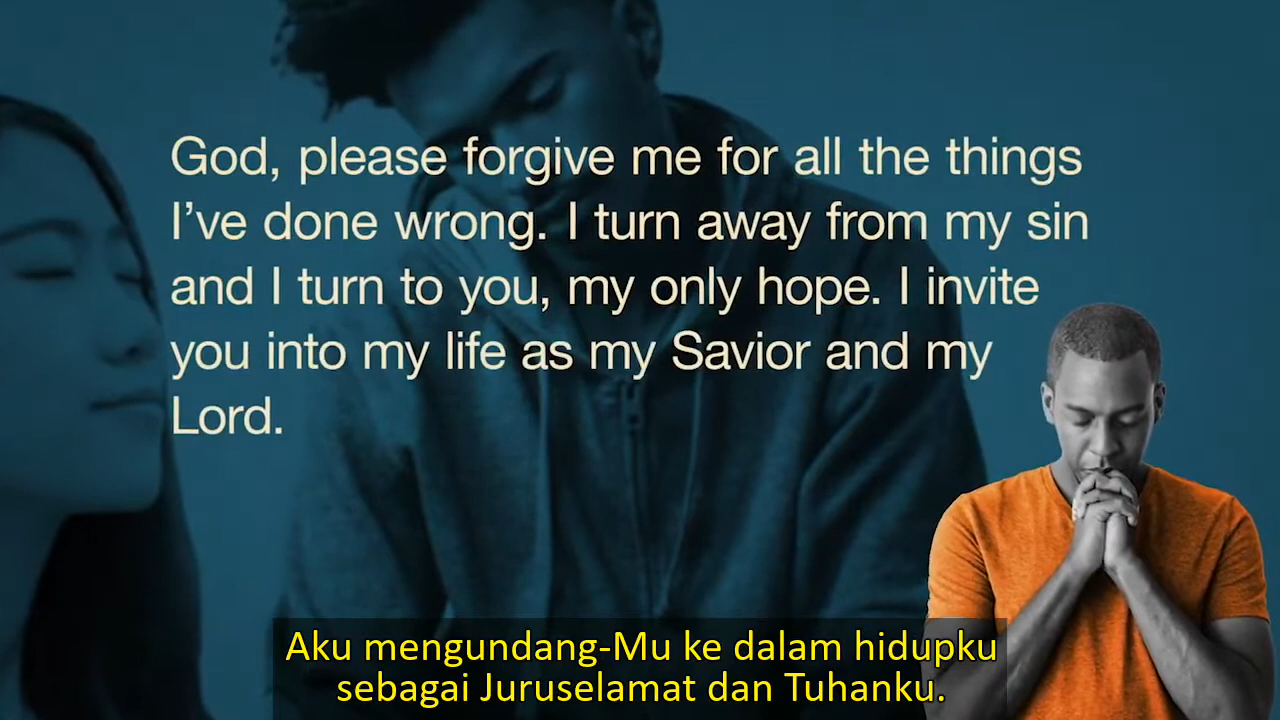 God, please forgive me for all the things
I’ve done wrong. I turn away from my sin
and I turn to you, my only hope. I invite
you into my life as my Savior and my
Lord.
Aku mengundang-Mu ke dalam hidupku
sebagai Juruselamat dan Tuhanku.